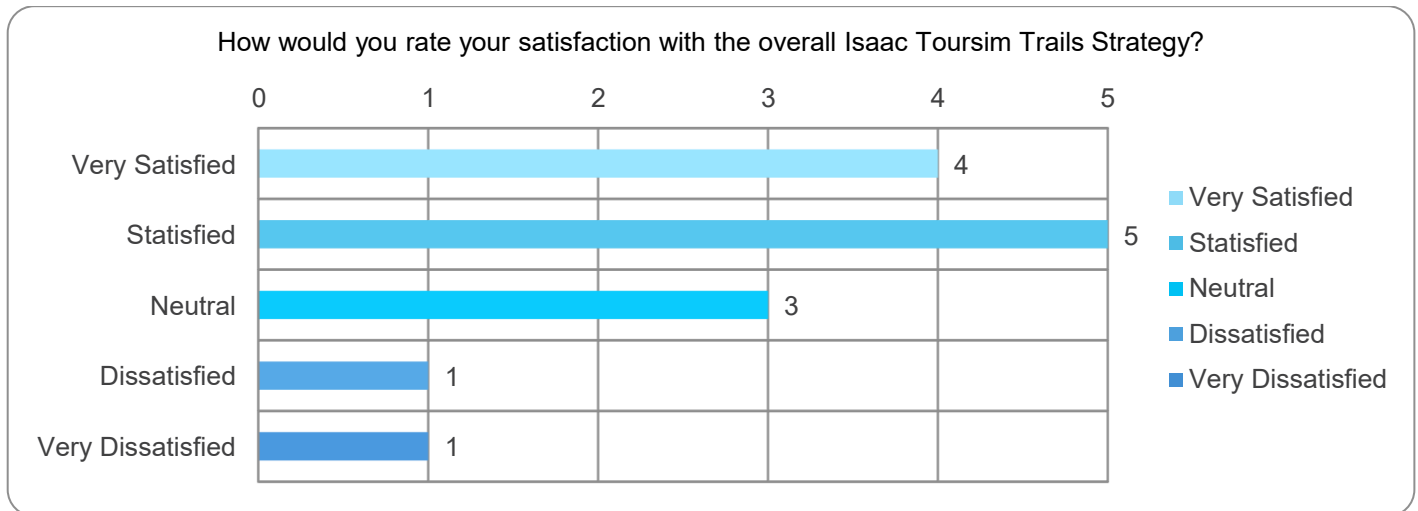 How would you rate your satisfaction with the overall Isaac Toursim Trails Strategy?
0 1 2 3 4 5
Very Satisfied 4
Statisfied 5
Neutral 3
Dissatisfied 1
Very Dissatisfied 1
Very Satisfied
Statisfied
Neutral
Dissatisfied
Very Dissatisfied